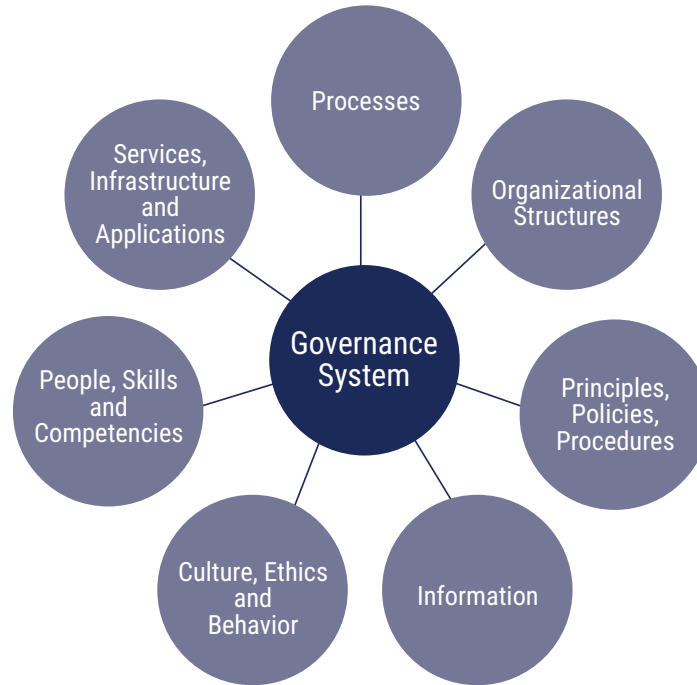 Processes
Services,
Infrastructure
and
Applications
Organizational
Structures
Governance
System
People, Skills
and
Competencies
Principles,
Policies,
Procedures
Culture, Ethics
and
Behavior
Information